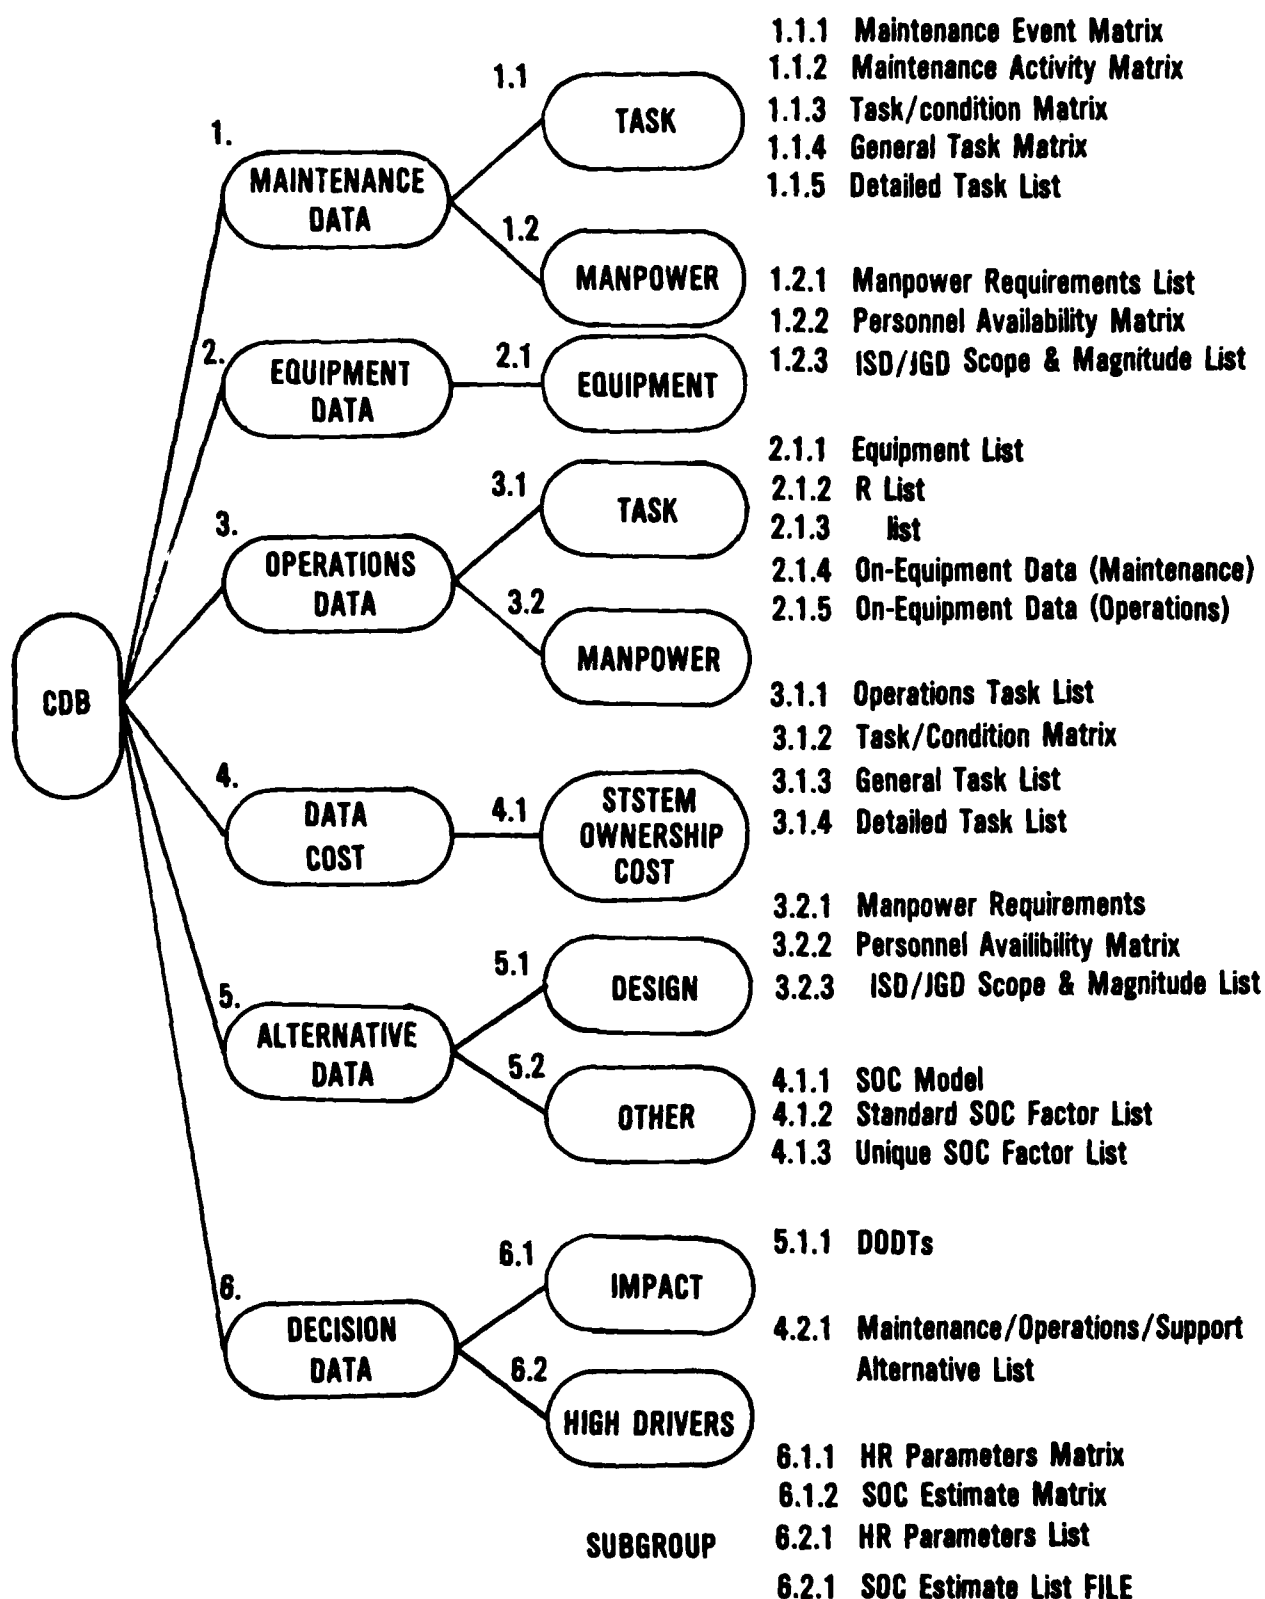 CDB
1.
MAINTENANCE
DATA
1.1
TASK
1.2
MANPOWER
2.
EQUIPMENT
DATA
2.1
EQUIPMENT
3.
OPERATIONS
DATA
3.1
TASK
3.2
MANPOWER
4.
DATA
COST
4.1
STSTEM
OWNERSHIP
COST
5.
ALTERNATIVE
DATA
5.1
DESIGN
5.2
OTHER
6.
DECISION
DATA
6.1
IMPACT
6.2
HIGH DRIVERS
SUBGROUP
1.1.1 Maintenance Event Matrix
1.1.2 Maintenance Activity Matrix
1.1.3 Task/condition Matrix
1.1.4 General Task Matrix
1.1.5 Detailed Task List
1.2.1 Manpower Requirements List
1.2.2 Personnel Availability Matrix
1.2.3 ISD/JGD Scope & Magnitude List
2.1.1 Equipment List
2.1.2 R List
2.1.3 list
2.1.4 On-Equipment Data (Maintenance)
2.1.5 On-Equipment Data (Operations)
3.1.1 Operations Task List
3.1.2 Task/Condition Matrix
3.1.3 General Task List
3.1.4 Detailed Task List
3.2.1 Manpower Requirements
3.2.2 Personnel Availibility Matrix
3.2.3 ISD/JGD Scope & Magnitude List
4.1.1 SOC Model
4.1.2 Standard SOC Factor List
4.1.3 Unique SOC Factor List
5.1.1 DODTs
4.2.1 Maintenance/Operations/Support
Alternative List
6.1.1 HR Parameters Matrix
6.1.2 SOC Estimate Matrix
6.2.1 HR Parameters List
6.2.1 SOC Estimate List FILE